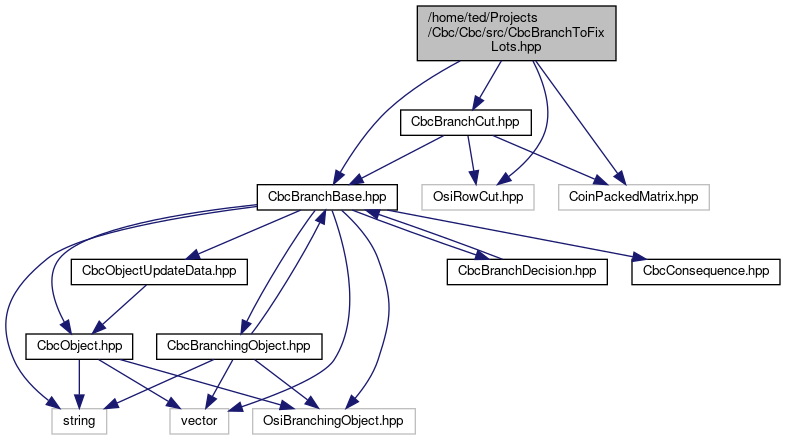 /home/ted/Projects
/Cbc/Cbc/src/CbcBranchToFix
Lots.hpp
CbcBranchCut.hpp
CbcBranchBase.hpp
OsiRowCut.hpp
CoinPackedMatrix.hpp
CbcObjectUpdateData.hpp
CbcBranchDecision.hpp
CbcConsequence.hpp
CbcObject.hpp
CbcBranchingObject.hpp
string
vector
OsiBranchingObject.hpp